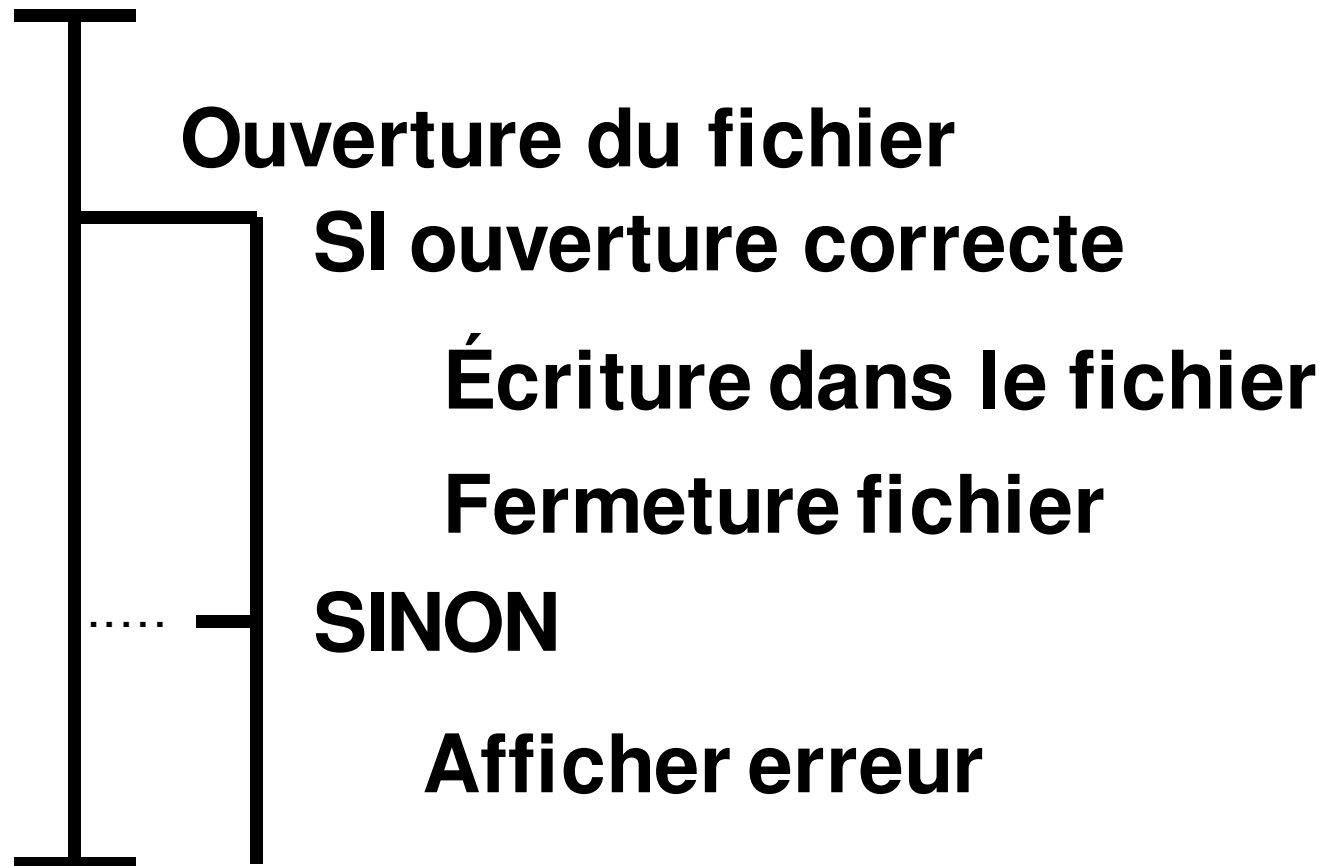 Ouverture du fichier
SI ouverture correcte
Écriture dans le fichier
Fermeture fichier
..... SINON
Afficher erreur